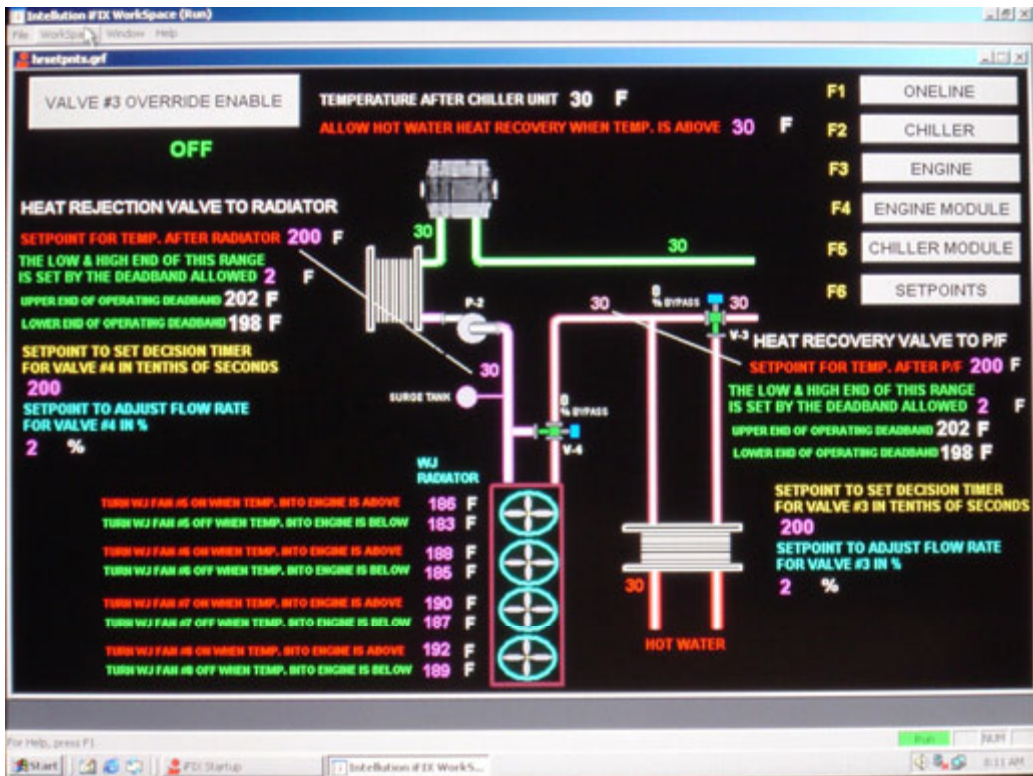 Intellution iFIX WorkSpace (Run)
File WorkSpace Window Help
hrsetpnts.grf
VALVE #3 OVERRIDE ENABLE
OFF
TEMPERATURE AFTER CHILLER UNIT 30 F
ALLOW HOT WATER HEAT RECOVERY WHEN TEMP. IS ABOVE 30 F
F1 ONELINE
F2 CHILLER
F3 ENGINE
F4 ENGINE MODULE
F5 CHILLER MODULE
F6 SETPOINTS
HEAT REJECTION VALVE TO RADIATOR
SETPOINT FOR TEMP. AFTER RADIATOR 200 F
THE LOW & HIGH END OF THIS RANGE
IS SET BY THE DEADBAND ALLOWED 2 F
UPPER END OF OPERATING DEADBAND 202 F
LOWER END OF OPERATING DEADBAND 198 F
SETPOINT TO SET DECISION TIMER
FOR VALVE #4 IN TENTHS OF SECONDS
200
SETPOINT TO ADJUST FLOW RATE
FOR VALVE #4 IN %
2 %
30
30
P-2
30
SURGE TANK
0
% BYPASS
V-4
30
0
% BYPASS
30
V-3
HEAT RECOVERY VALVE TO P/F
SETPOINT FOR TEMP. AFTER P/F 200 F
THE LOW & HIGH END OF THIS RANGE
IS SET BY THE DEADBAND ALLOWED 2 F
UPPER END OF OPERATING DEADBAND 202 F
LOWER END OF OPERATING DEADBAND 198 F
SETPOINT TO SET DECISION TIMER
FOR VALVE #3 IN TENTHS OF SECONDS
200
SETPOINT TO ADJUST FLOW RATE
FOR VALVE #3 IN %
2 %
30
HOT WATER
WJ
RADIATOR
TURN WJ FAN #5 ON WHEN TEMP. INTO ENGINE IS ABOVE 186 F
TURN WJ FAN #5 OFF WHEN TEMP. INTO ENGINE IS BELOW 183 F
TURN WJ FAN #6 ON WHEN TEMP. INTO ENGINE IS ABOVE 188 F
TURN WJ FAN #6 OFF WHEN TEMP. INTO ENGINE IS BELOW 185 F
TURN WJ FAN #7 ON WHEN TEMP. INTO ENGINE IS ABOVE 190 F
TURN WJ FAN #7 OFF WHEN TEMP. INTO ENGINE IS BELOW 187 F
TURN WJ FAN #8 ON WHEN TEMP. INTO ENGINE IS ABOVE 192 F
TURN WJ FAN #8 OFF WHEN TEMP. INTO ENGINE IS BELOW 189 F
For Help, press F1
Run NUM
Start
iFIX Startup
Intellution iFIX WorkS...
8:11 AM